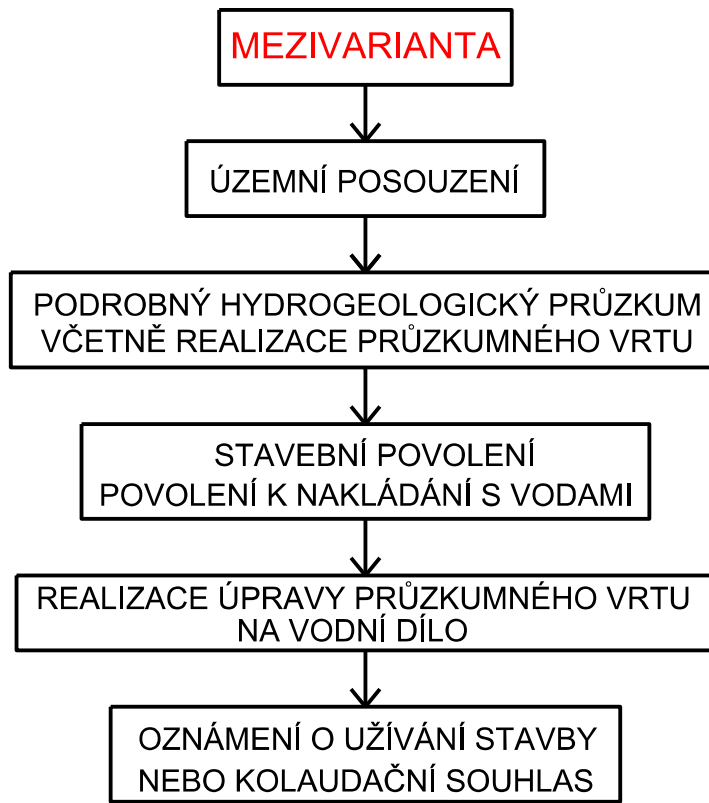 MEZIVARIANTA
ÚZEMNÍ POSOUZENÍ
PODROBNÝ HYDROGEOLOGICKÝ PRŮZKUM
VČETNĚ REALIZACE PRŮZKUMNÉHO VRTU
STAVEBNÍ POVOLENÍ
POVOLENÍ K NAKLÁDÁNÍ S VODAMI
REALIZACE ÚPRAVY PRŮZKUMNÉHO VRTU
NA VODNÍ DÍLO
OZNÁMENÍ O UŽÍVÁNÍ STAVBY
NEBO KOLAUDAČNÍ SOUHLAS